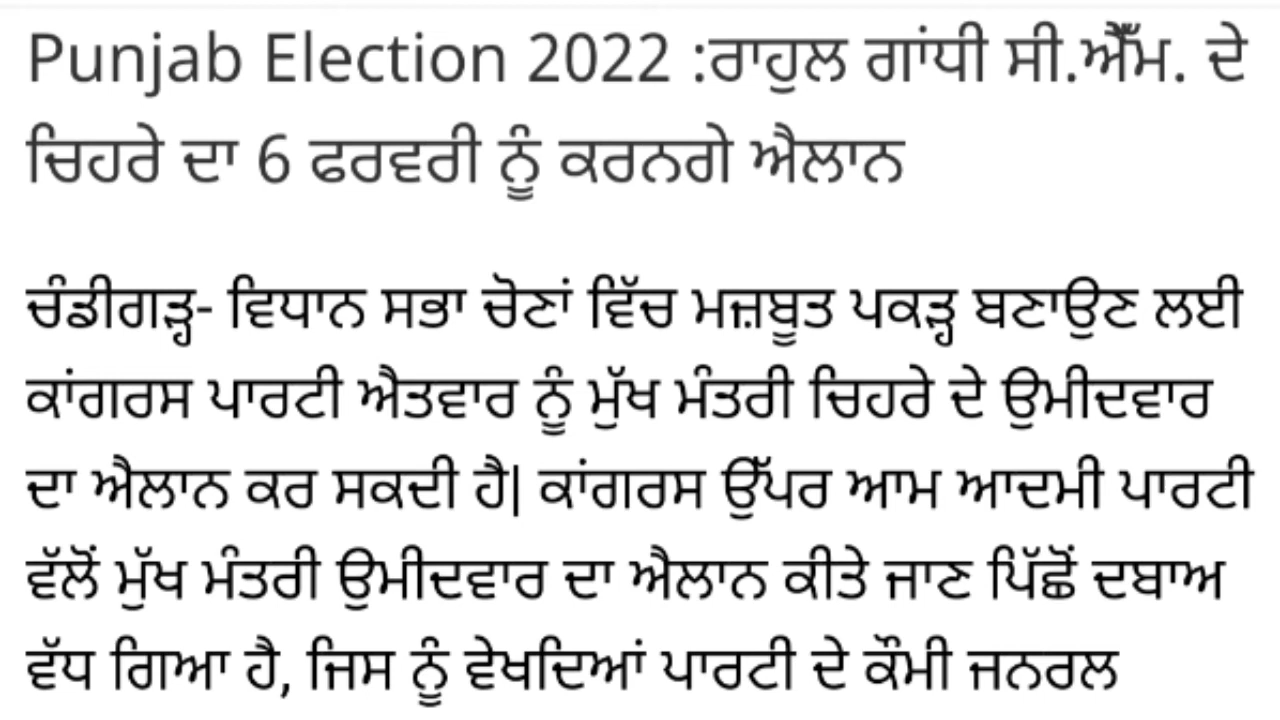 Punjab Election 2022 :ਰਾਹੁਲ ਗਾਂਧੀ ਸੀ.ਐੱਮ. ਦੇ
ਚਿਹਰੇ ਦਾ 6 ਫਰਵਰੀ ਨੂੰ ਕਰਨਗੇ ਐਲਾਨ
ਚੰਡੀਗੜ੍ਹ- ਵਿਧਾਨ ਸਭਾ ਚੋਣਾਂ ਵਿੱਚ ਮਜ਼ਬੂਤ ਪਕੜ੍ਹ ਬਣਾਉਣ ਲਈ
ਕਾਂਗਰਸ ਪਾਰਟੀ ਐਤਵਾਰ ਨੂੰ ਮੁੱਖ ਮੰਤਰੀ ਚਿਹਰੇ ਦੇ ਉਮੀਦਵਾਰ
ਦਾ ਐਲਾਨ ਕਰ ਸਕਦੀ ਹੈ| ਕਾਂਗਰਸ ਉੱਪਰ ਆਮ ਆਦਮੀ ਪਾਰਟੀ
ਵੱਲੋਂ ਮੁੱਖ ਮੰਤਰੀ ਉਮੀਦਵਾਰ ਦਾ ਐਲਾਨ ਕੀਤੇ ਜਾਣ ਪਿੱਛੋਂ ਦਬਾਅ
ਵੱਧ ਗਿਆ ਹੈ, ਜਿਸ ਨੂੰ ਵੇਖਦਿਆਂ ਪਾਰਟੀ ਦੇ ਕੌਮੀ ਜਨਰਲ